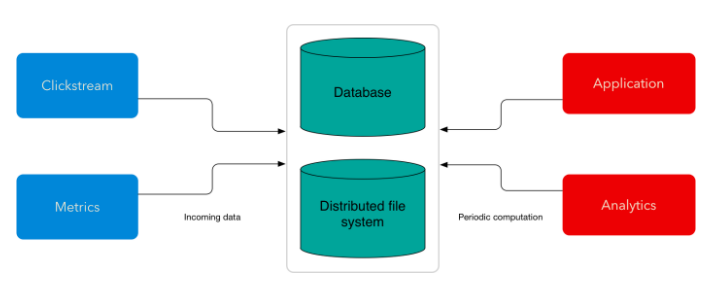 Clickstream
Database
Application
Metrics
Incoming data
Distributed file
system
Periodic computation
Analytics